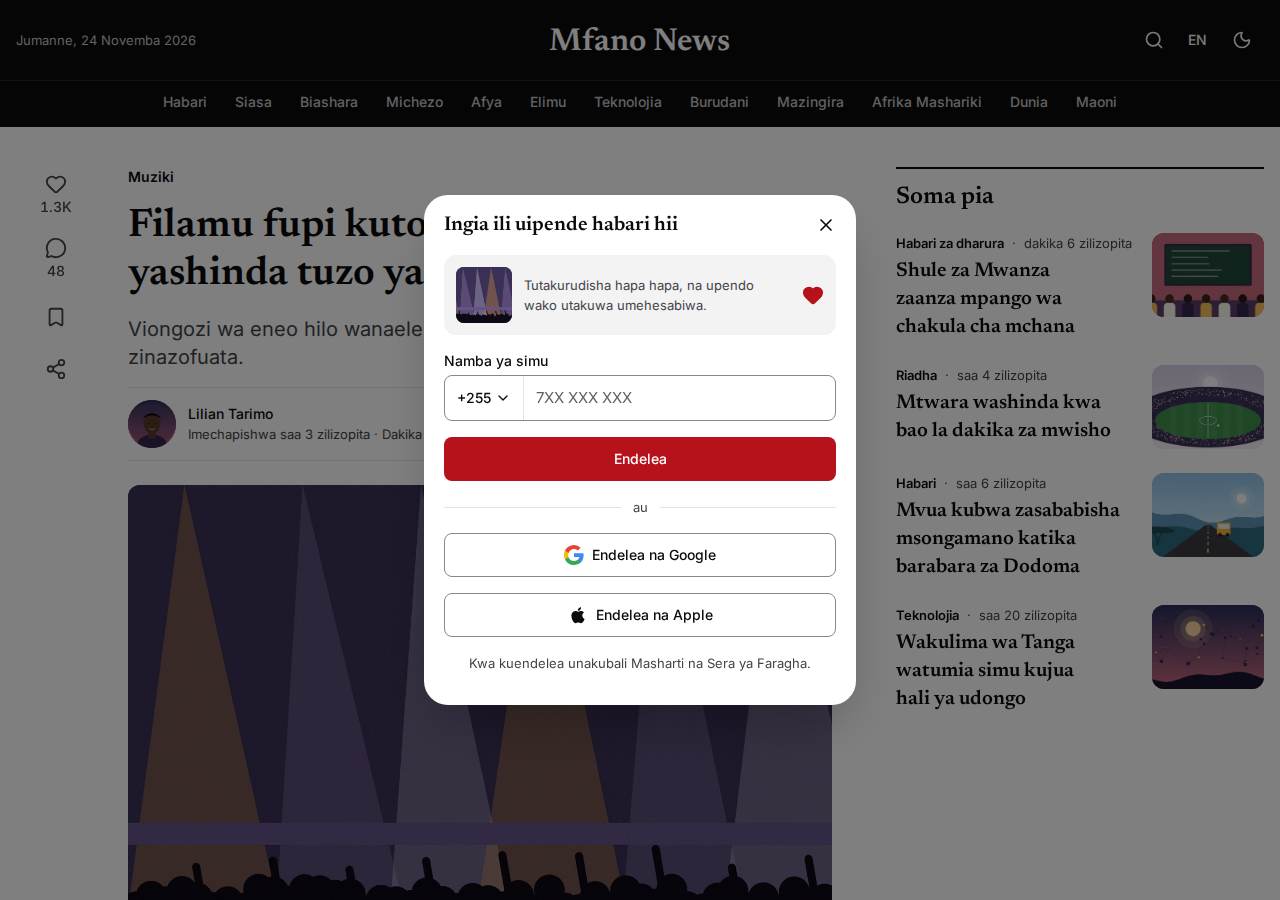 Jumanne, 24 Novemba 2026
Mfano News
EN
Habari Siasa Biashara Michezo Afya Elimu Teknolojia Burudani Mazingira Afrika Mashariki Dunia Maoni
1.3K
48
Muziki
Filamu fupi kuto
yashinda tuzo ya
Viongozi wa eneo hilo wanaele
zinazofuata.
Lilian Tarimo
Imechapishwa saa 3 zilizopita · Dakika
Ingia ili uipende habari hii
Tutakurudisha hapa hapa, na upendo
wako utakuwa umehesabiwa.
Namba ya simu
+255 7XX XXX XXX
Endelea
au
Endelea na Google
Endelea na Apple
Kwa kuendelea unakubali Masharti na Sera ya Faragha.
Soma pia
Habari za dharura · dakika 6 zilizopita
Shule za Mwanza
zaanza mpango wa
chakula cha mchana
Riadha · saa 4 zilizopita
Mtwara washinda kwa
bao la dakika za mwisho
Habari · saa 6 zilizopita
Mvua kubwa zasababisha
msongamano katika
barabara za Dodoma
Teknolojia · saa 20 zilizopita
Wakulima wa Tanga
watumia simu kujua
hali ya udongo